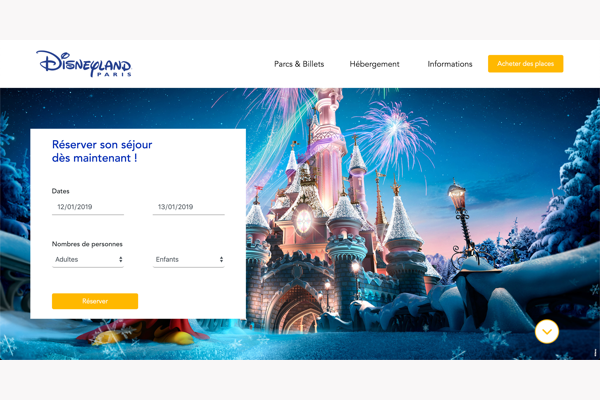 Disneyland
PARIS
Parcs & Billets
Hébergement
Informations
Acheter des places
Réserver son séjour
dès maintenant !
Dates
12/01/2019
13/01/2019
Nombres de personnes
Adultes
Enfants
Réserver